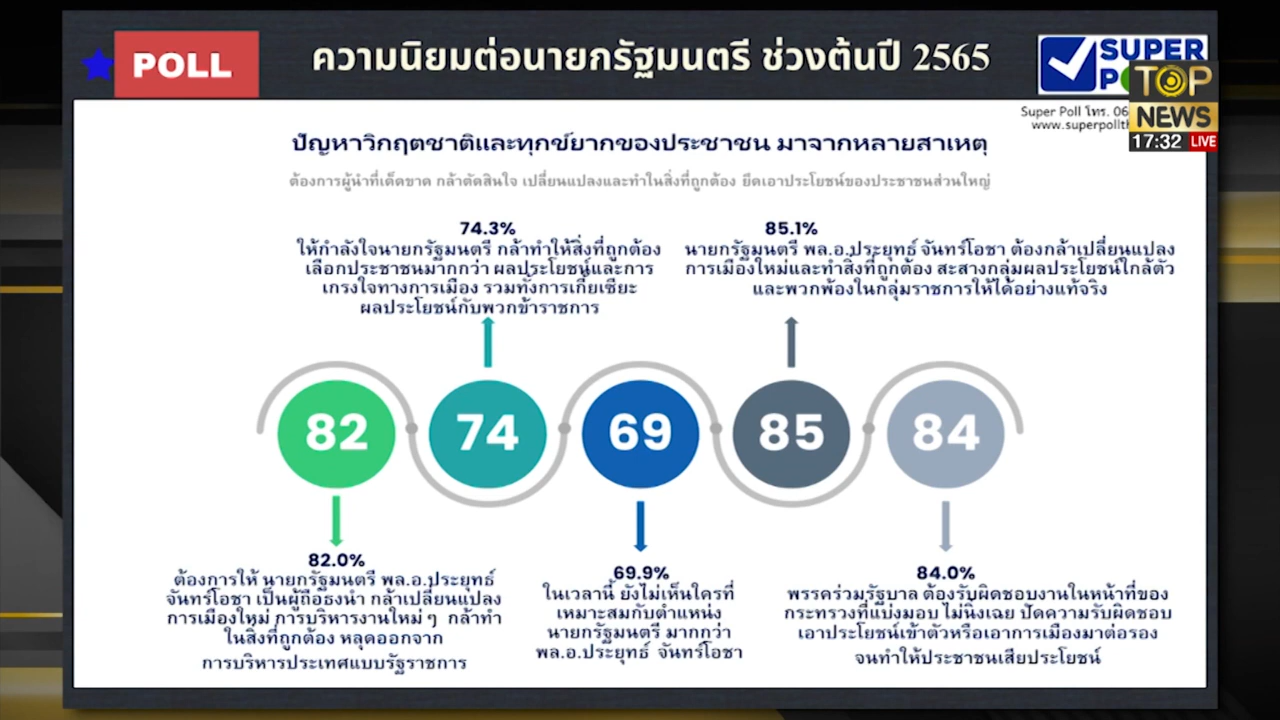 POLL
ความนิยมต่อนายกรัฐมนตรี ช่วงต้นปี 2565
SUPER
TOP
NEWS
17:32 LIVE
Super Poll โทร. 06
www.superpollth
ปัญหาวิกฤตชาติและทุกข์ยากของประชาชน มาจากหลายสาเหตุ
ต้องการผู้นำที่เด็ดขาด กล้าตัดสินใจ เปลี่ยนแปลงและทำในสิ่งที่ถูกต้อง ยึดเอาประโยชน์ของประชาชนส่วนใหญ่
74.3%
ให้กำลังใจนายกรัฐมนตรี กล้าทำให้สิ่งที่ถูกต้อง
เลือกประชาชนมากกว่า ผลประโยชน์และการ
เกรงใจทางการเมือง รวมทั้งการเกี้ยเซียะ
ผลประโยชน์กับพวกข้าราชการ
85.1%
นายกรัฐมนตรี พล.อ.ประยุทธ์ จันทร์โอชา ต้องกล้าเปลี่ยนแปลง
การเมืองใหม่และทำสิ่งที่ถูกต้อง สะสางกลุ่มผลประโยชน์ใกล้ตัว
และพวกพ้องในกลุ่มราชการให้ได้อย่างแท้จริง
82
74
69
85
84
82.0%
ต้องการให้ นายกรัฐมนตรี พล.อ.ประยุทธ์
จันทร์โอชา เป็นผู้ถือธงนำ กล้าเปลี่ยนแปลง
การเมืองใหม่ การบริหารงานใหม่ ๆ กล้าทำ
ในสิ่งที่ถูกต้อง หลุดออกจาก
การบริหารประเทศแบบรัฐราชการ
69.9%
ในเวลานี้ ยังไม่เห็นใครที่
เหมาะสมกับตำแหน่ง
นายกรัฐมนตรี มากกว่า
พล.อ.ประยุทธ์ จันทร์โอชา
84.0%
พรรคร่วมรัฐบาล ต้องรับผิดชอบงานในหน้าที่ของ
กระทรวงที่แบ่งมอบ ไม่นิ่งเฉย ปัดความรับผิดชอบ
เอาประโยชน์เข้าตัวหรือเอาการเมืองมาต่อรอง
จนทำให้ประชาชนเสียประโยชน์